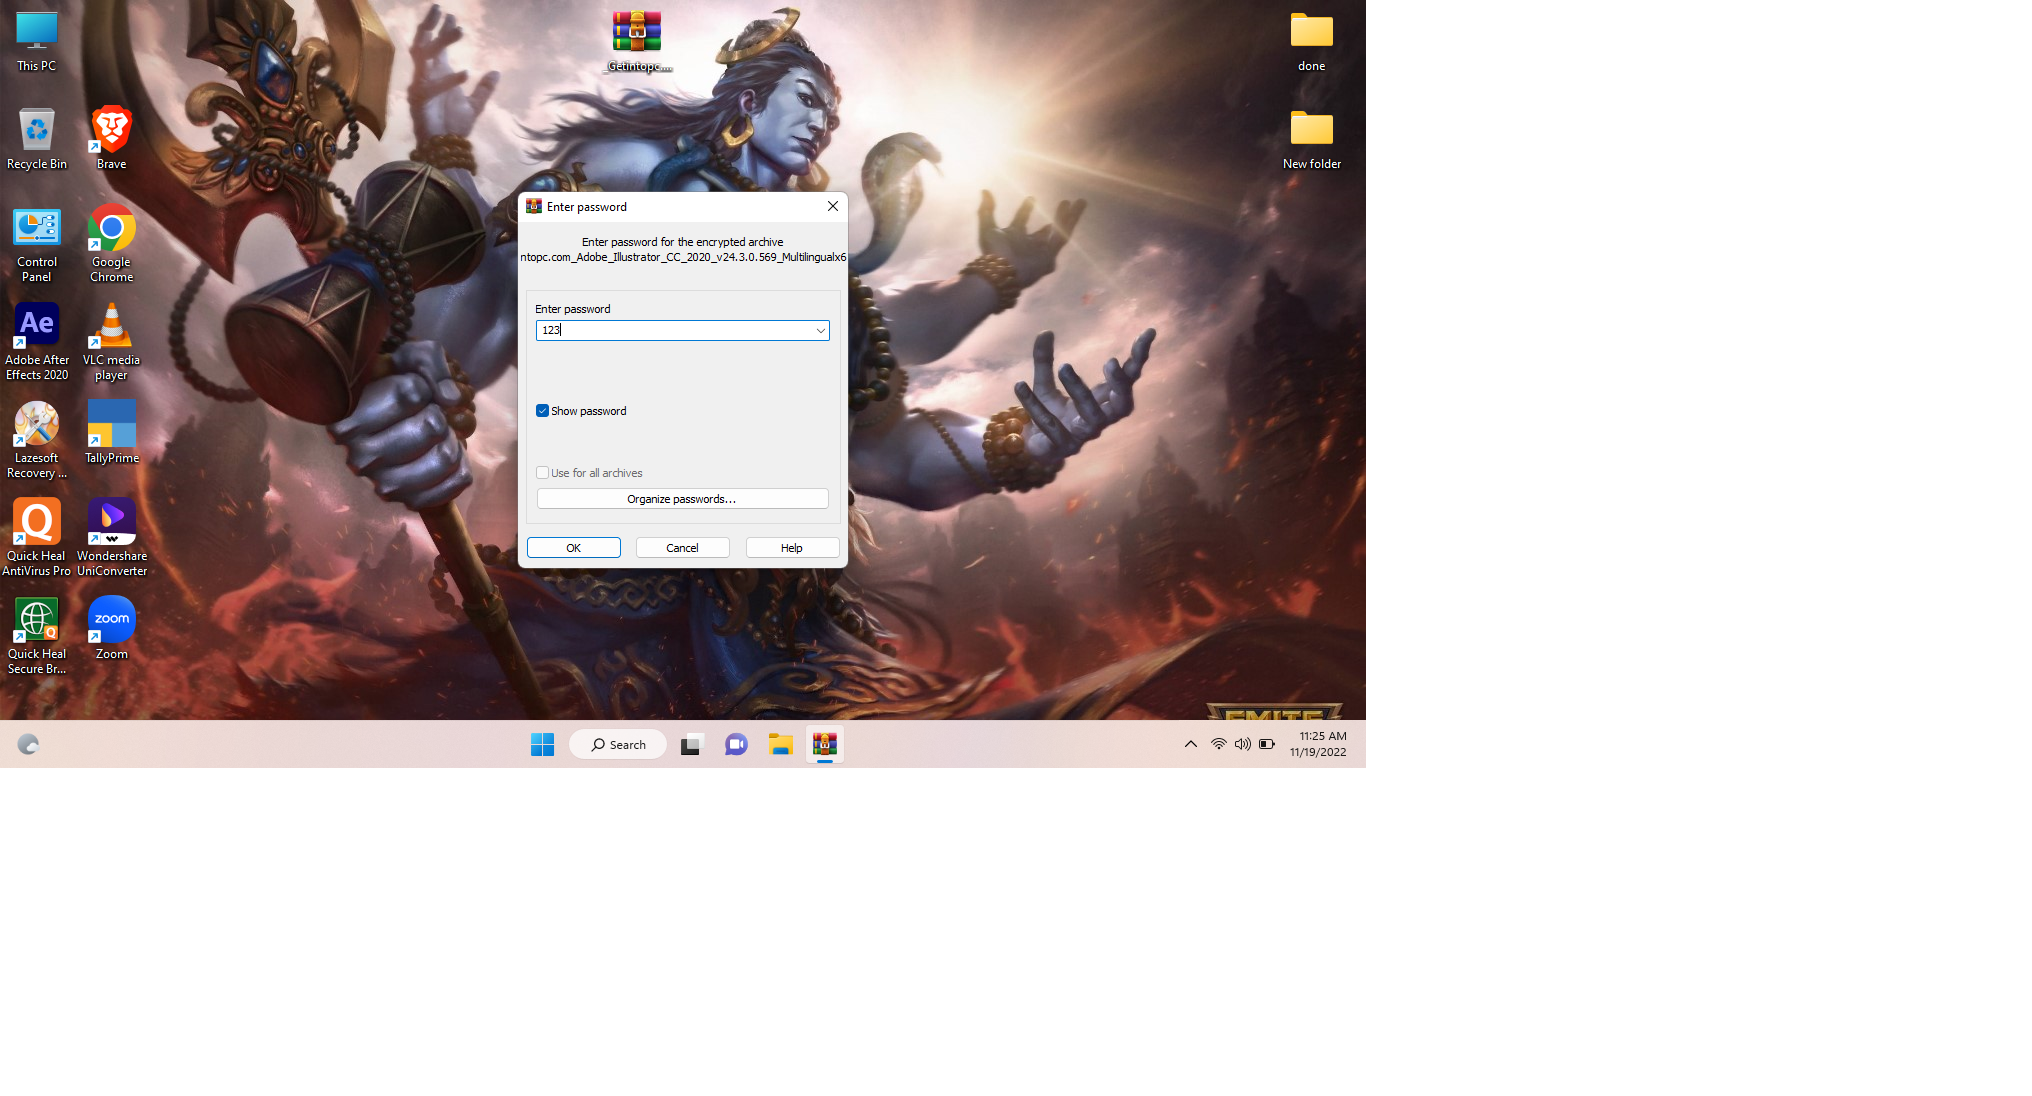 This PC
_Getintopc....
done
Recycle Bin
Brave
New folder
Control
Panel
Google
Chrome
Ae
Adobe After
Effects 2020
VLC media
player
Lazesoft
Recovery ...
TallyPrime
Quick Heal
AntiVirus Pro
Wondershare
UniConverter
zoom
Quick Heal
Secure Br...
Zoom
Enter password
Enter password for the encrypted archive
ntopc.com_Adobe_Illustrator_CC_2020_v24.3.0.569_Multilingualx6
Enter password
123
Show password
Use for all archives
Organize passwords...
OK
Cancel
Help
SMITE
Search
11:25 AM
11/19/2022